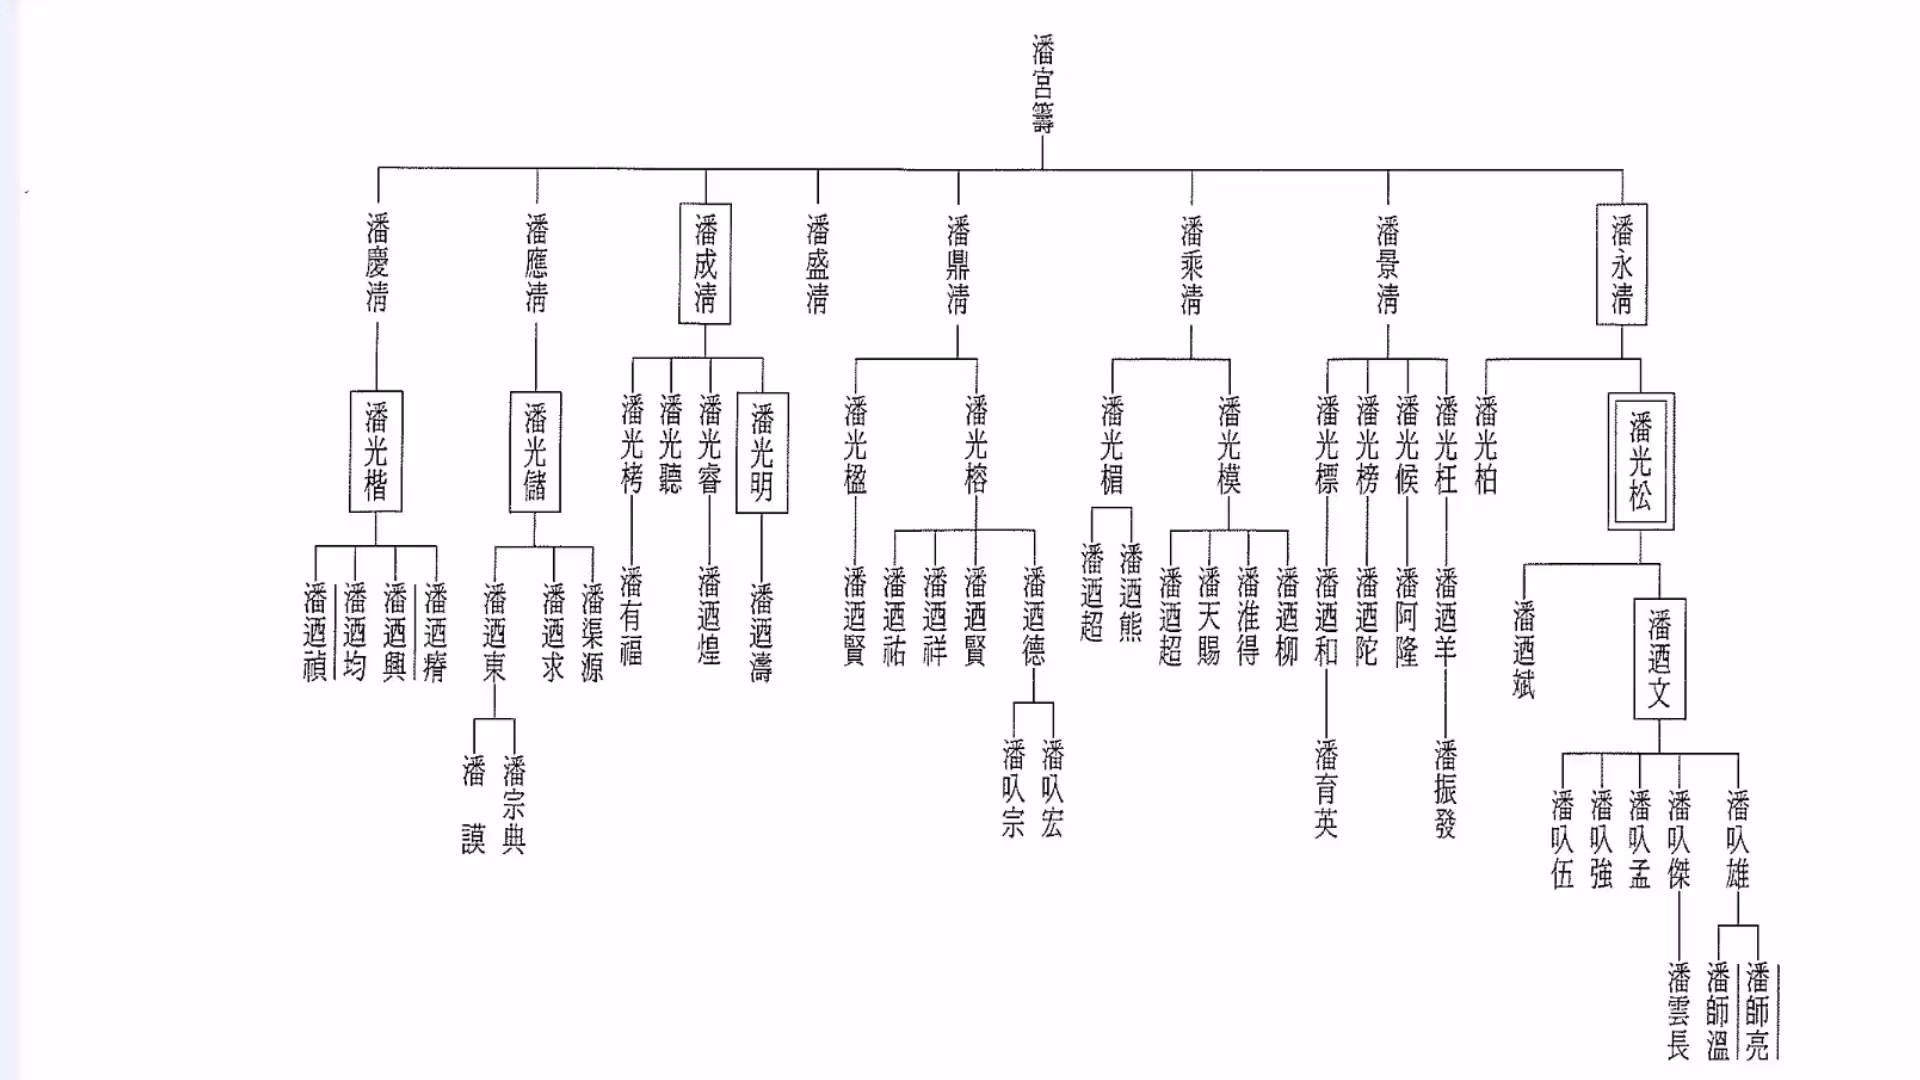 潘宮籌
潘永清
潘景清
潘乘清
潘鼎清
潘盛清
潘成清
潘應清
潘慶清
潘光松
潘光柏
潘光枉
潘光候
潘光榜
潘光標
潘光模
潘光楣
潘光榕
潘光楹
潘光明
潘光睿
潘光聽
潘光栲
潘光儲
潘光楷
潘迺文
潘迺斌
潘迺羊
潘阿隆
潘迺陀
潘迺和
潘迺柳
潘准得
潘天賜
潘迺超
潘迺熊
潘迺超
潘迺德
潘迺賢
潘迺祥
潘迺祐
潘迺賢
潘迺濤
潘迺煌
潘有福
潘渠源
潘迺求
潘迺東
潘迺瘠
潘迺興
潘迺均
潘迺禎
潘叺雄
潘叺傑
潘叺孟
潘叺強
潘叺伍
潘振發
潘育英
潘叺宏
潘叺宗
潘宗典
潘 謨
潘師亮
潘師溫
潘雲長